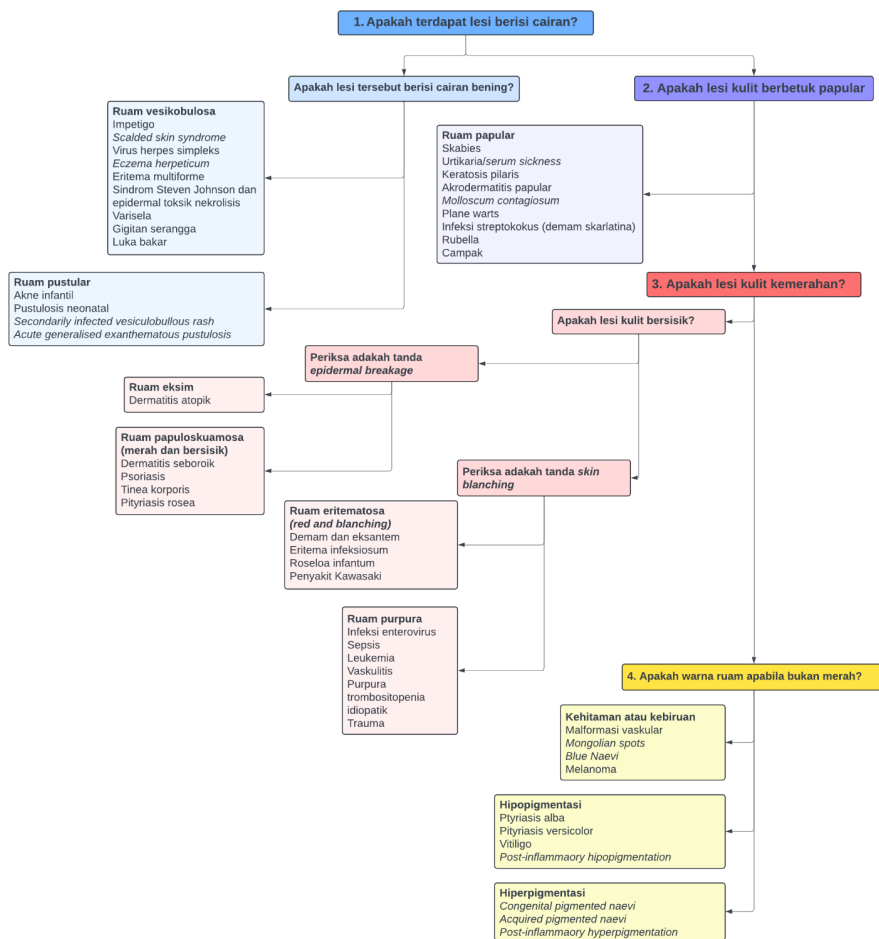 1. Apakah terdapat lesi berisi cairan?
Apakah lesi tersebut berisi cairan bening?
2. Apakah lesi kulit berbetuk papular
Ruam vesikobulosa
Impetigo
Scalded skin syndrome
Virus herpes simpleks
Eczema herpeticum
Eritema multiforme
Sindrom Steven Johnson dan
epidermal toksik nekrolisis
Varisela
Gigitan serangga
Luka bakar
Ruam papular
Skabies
Urtikaria/serum sickness
Keratosis pilaris
Akrodermatitis papular
Molloscum contagiosum
Plane warts
Infeksi streptokokus (demam skarlatina)
Rubella
Campak
Ruam pustular
Akne infantil
Pustulosis neonatal
Secondarily infected vesiculobullous rash
Acute generalised exanthematous pustulosis
3. Apakah lesi kulit kemerahan?
Apakah lesi kulit bersisik?
Periksa adakah tanda
epidermal breakage
Ruam eksim
Dermatitis atopik
Ruam papuloskuamosa
(merah dan bersisik)
Dermatitis seboroik
Psoriasis
Tinea korporis
Pityriasis rosea
Periksa adakah tanda skin
blanching
Ruam eritematosa
(red and blanching)
Demam dan eksantem
Eritema infeksiosum
Roseloa infantum
Penyakit Kawasaki
Ruam purpura
Infeksi enterovirus
Sepsis
Leukemia
Vaskulitis
Purpura
trombositopenia
idiopatik
Trauma
4. Apakah warna ruam apabila bukan merah?
Kehitaman atau kebiruan
Malformasi vaskular
Mongolian spots
Blue Naevi
Melanoma
Hipopigmentasi
Ptyriasis alba
Pityriasis versicolor
Vitiligo
Post-inflammaory hipopigmentation
Hiperpigmentasi
Congenital pigmented naevi
Acquired pigmented naevi
Post-inflammaory hyperpigmentation